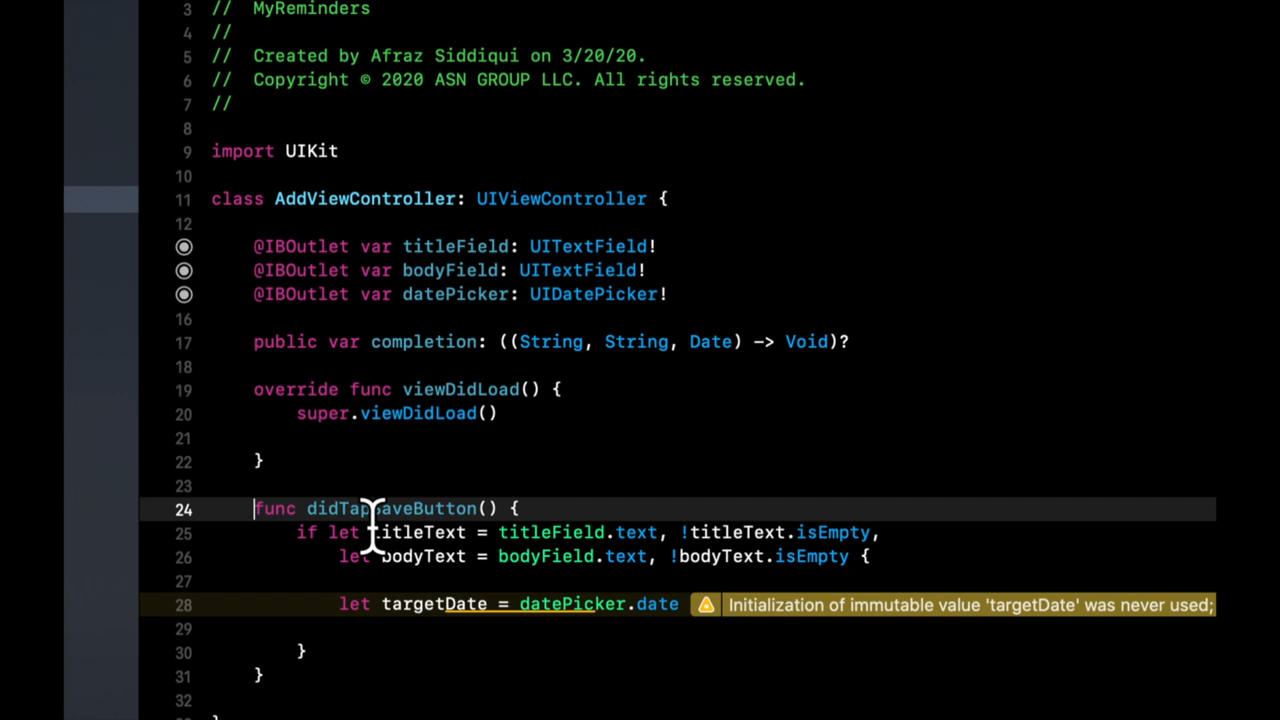 3 // MyReminders
4 //
5 // Created by Afraz Siddiqui on 3/20/20.
6 // Copyright © 2020 ASN GROUP LLC. All rights reserved.
7 //
8
9 import UIKit
10
11 class AddViewController: UIViewController {
12
@IBOutlet var titleField: UITextField!
@IBOutlet var bodyField: UITextField!
@IBOutlet var datePicker: UIDatePicker!
16
17 public var completion: ((String, String, Date) -> Void)?
18
19 override func viewDidLoad() {
20 super.viewDidLoad()
21
22 }
23
24 func didTapSaveButton() {
25 if let titleText = titleField.text, !titleText.isEmpty,
26 let bodyText = bodyField.text, !bodyText.isEmpty {
27
28 let targetDate = datePicker.date Initialization of immutable value 'targetDate' was never used;
29
30 }
31 }
32